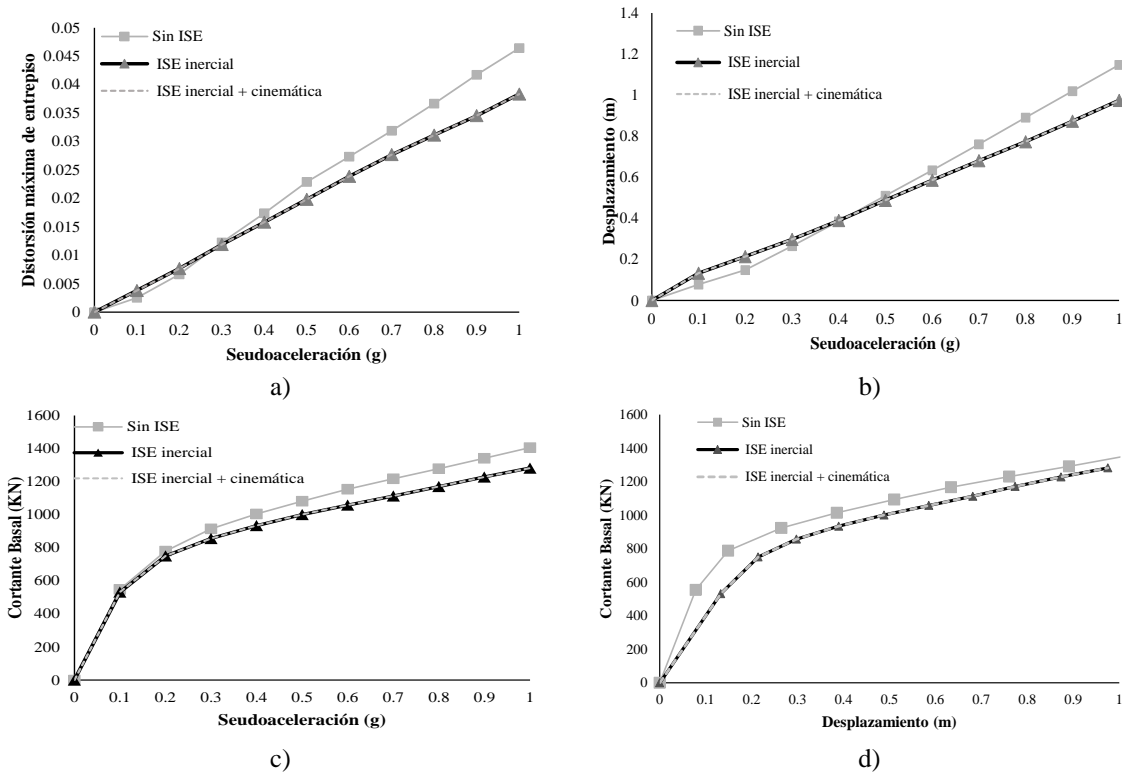 Distorsión máxima de entrepiso
0.05
0.045
0.04
0.035
0.03
0.025
0.02
0.015
0.01
0.005
0
Sin ISE
ISE inercial
ISE inercial + cinemática
0 0.1 0.2 0.3 0.4 0.5 0.6 0.7 0.8 0.9 1
Seudoaceleración (g)
a)
Desplazamiento (m)
1.4
1.2
1
0.8
0.6
0.4
0.2
0
Sin ISE
ISE inercial
ISE inercial + cinemática
0 0.1 0.2 0.3 0.4 0.5 0.6 0.7 0.8 0.9 1
Seudoaceleración (g)
b)
Cortante Basal (KN)
1600
1400
1200
1000
800
600
400
200
0
Sin ISE
ISE inercial
ISE inercial + cinemática
0 0.1 0.2 0.3 0.4 0.5 0.6 0.7 0.8 0.9 1
Seudoaceleración (g)
c)
Cortante Basal (KN)
1600
1400
1200
1000
800
600
400
200
0
Sin ISE
ISE inercial
ISE inercial + cinemática
0 0.1 0.2 0.3 0.4 0.5 0.6 0.7 0.8 0.9 1
Desplazamiento (m)
d)